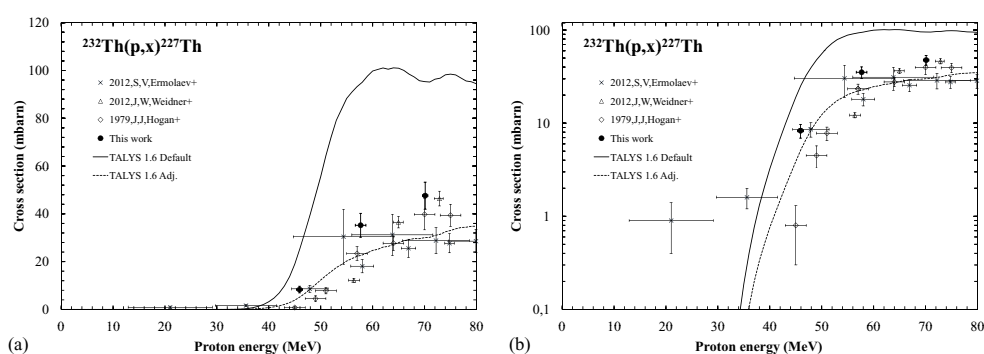 (a)
Cross section (mbarn)
120
100
80
60
40
20
0
²³²Th(p,x)²²⁷Th
2012,S,V,Ermolaev+
2012,J,W,Weidner+
1979,J,J,Hogan+
This work
TALYS 1.6 Default
TALYS 1.6 Adj.
0 10 20 30 40 50 60 70 80
Proton energy (MeV)
(b)
Cross section (mbarn)
100
10
1
0,1
²³²Th(p,x)²²⁷Th
2012,S,V,Ermolaev+
2012,J,W,Weidner+
1979,J,J,Hogan+
This work
TALYS 1.6 Default
TALYS 1.6 Adj.
0 10 20 30 40 50 60 70 80
Proton energy (MeV)